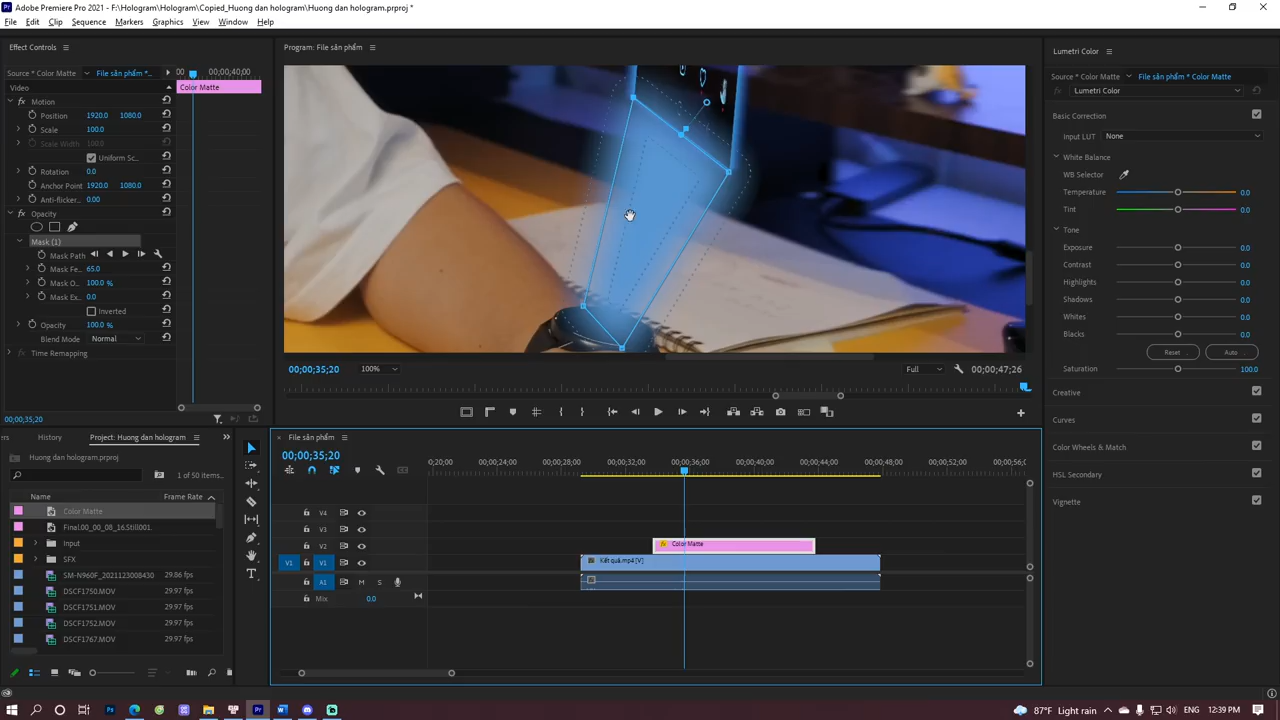 Adobe Premiere Pro 2021 - F:\Hologram\Hologram\Copied_Huong dan hologram\Huong dan hologram.prproj *
File Edit Clip Sequence Markers Graphics View Window Help
Effect Controls
Source * Color Matte File sản phẩm *...
00 00;00;40;00
Video
Color Matte
Motion
Position 1920.0 1080.0
Scale 100.0
Scale Width 100.0
Uniform Sc...
Rotation 0.0
Anchor Point 1920.0 1080.0
Anti-flicker... 0.00
Opacity
Mask (1)
Mask Path
Mask Fe... 65.0
Mask O... 100.0 %
Mask Ex... 0.0
Inverted
Opacity 100.0 %
Blend Mode Normal
Time Remapping
00;00;35;20
Program: File sản phẩm
00;00;35;20 100% Full 00;00;47;26
Lumetri Color
Source * Color Matte File sản phẩm * Color Matte
fx Lumetri Color
Basic Correction
Input LUT None
White Balance
WB Selector
Temperature 0.0
Tint 0.0
Tone
Exposure 0.0
Contrast 0.0
Highlights 0.0
Shadows 0.0
Whites 0.0
Blacks 0.0
Reset Auto
Saturation 100.0
Creative
Curves
Color Wheels & Match
HSL Secondary
Vignette
ers History Project: Huong dan hologram
Huong dan hologram.prproj
1 of 50 items...
Name Frame Rate
Color Matte
Final.00_00_08_16.Still001.
Input
SFX
SM-N960F_2021123008430 29.86 fps
DSCF1750.MOV 29.97 fps
DSCF1751.MOV 29.97 fps
DSCF1752.MOV 29.97 fps
DSCF1767.MOV 29.97 fps
× File sản phẩm
00;00;35;20
0;20;00 00;00;24;00 00;00;28;00 00;00;32;00 00;00;36;00 00;00;40;00 00;00;44;00 00;00;48;00 00;00;52;00 00;00;56;0
V4
V3
V2
fx Color Matte
V1 V1
Kết quả.mp4 [V]
A1 M S
Mix 0.0
87°F Light rain ENG 12:39 PM